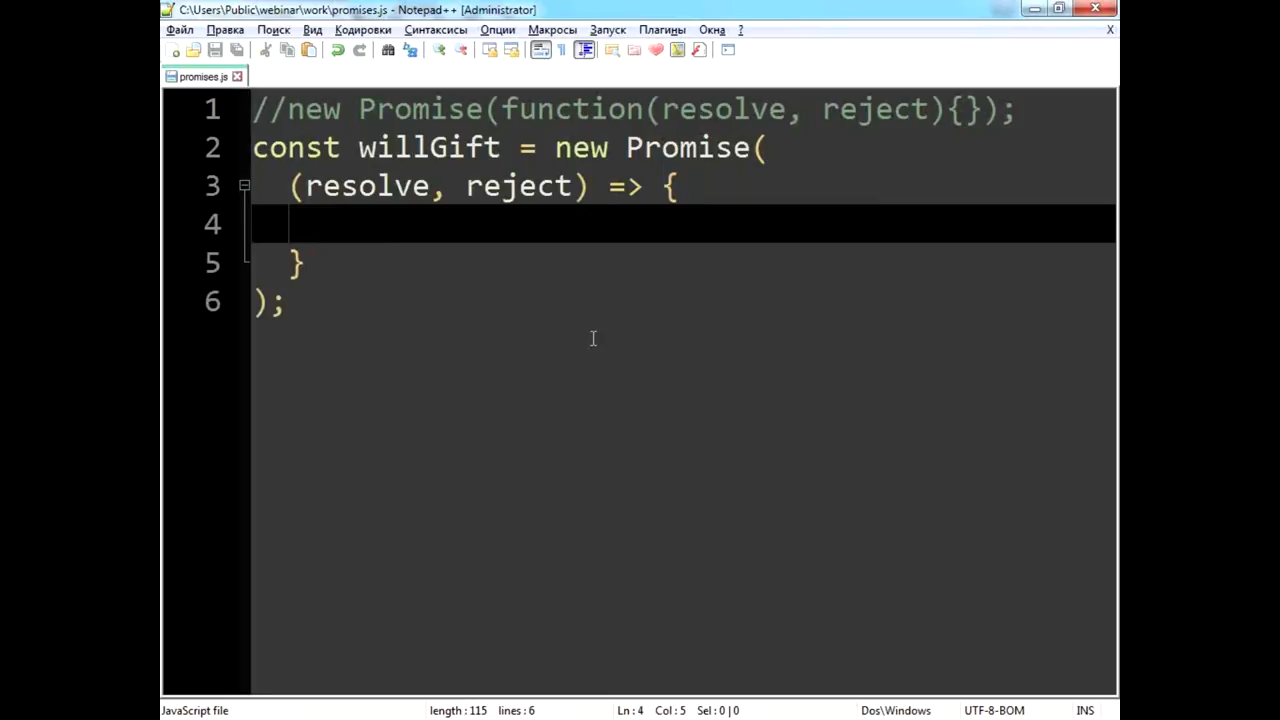 C:\Users\Public\webinar\work\promises.js - Notepad++ [Administrator]
Файл Правка Поиск Вид Кодировки Синтаксисы Опции Макросы Запуск Плагины Окна ? X
promises.js
1 //new Promise(function(resolve, reject){});
2 const willGift = new Promise(
3 (resolve, reject) => {
4
5 }
6 );
JavaScript file length : 115 lines : 6 Ln : 4 Col : 5 Sel : 0 | 0 Dos\Windows UTF-8-BOM INS